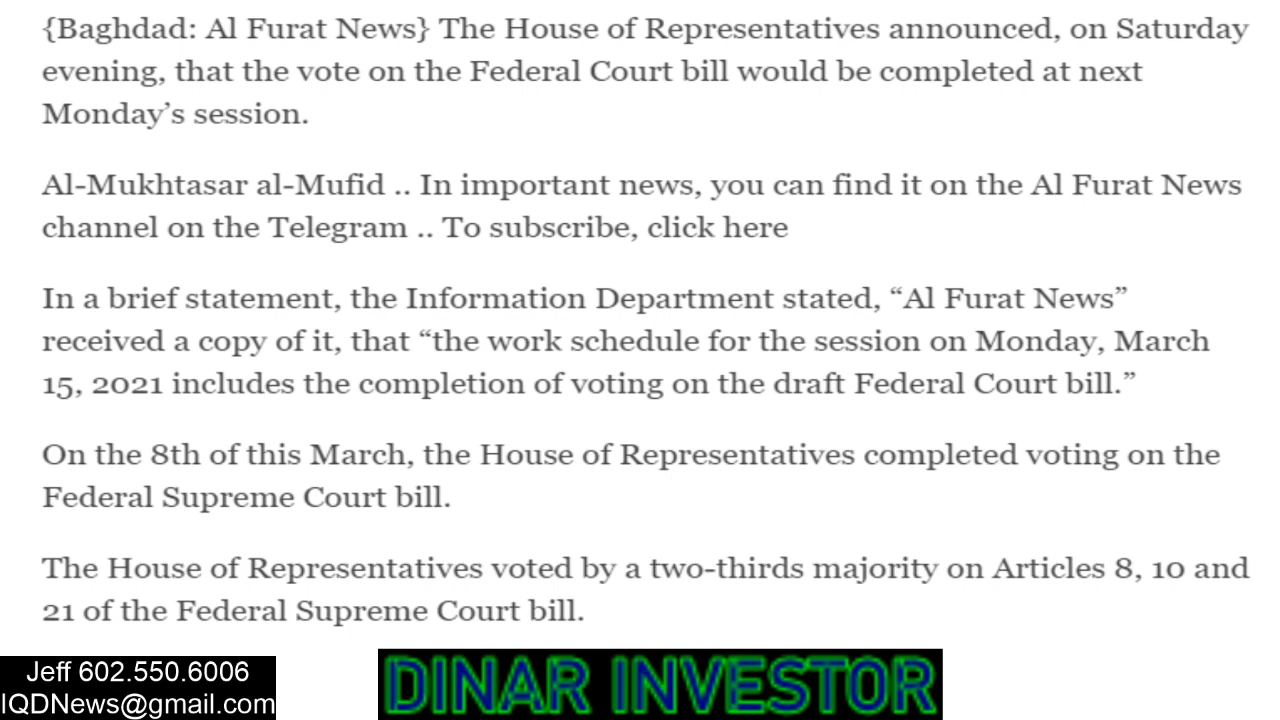 {Baghdad: Al Furat News} The House of Representatives announced, on Saturday
evening, that the vote on the Federal Court bill would be completed at next
Monday’s session.
Al-Mukhtasar al-Mufid .. In important news, you can find it on the Al Furat News
channel on the Telegram .. To subscribe, click here
In a brief statement, the Information Department stated, “Al Furat News”
received a copy of it, that “the work schedule for the session on Monday, March
15, 2021 includes the completion of voting on the draft Federal Court bill.”
On the 8th of this March, the House of Representatives completed voting on the
Federal Supreme Court bill.
The House of Representatives voted by a two-thirds majority on Articles 8, 10 and
21 of the Federal Supreme Court bill.
Jeff 602.550.6006
IQDNews@gmail.com
DINAR INVESTOR